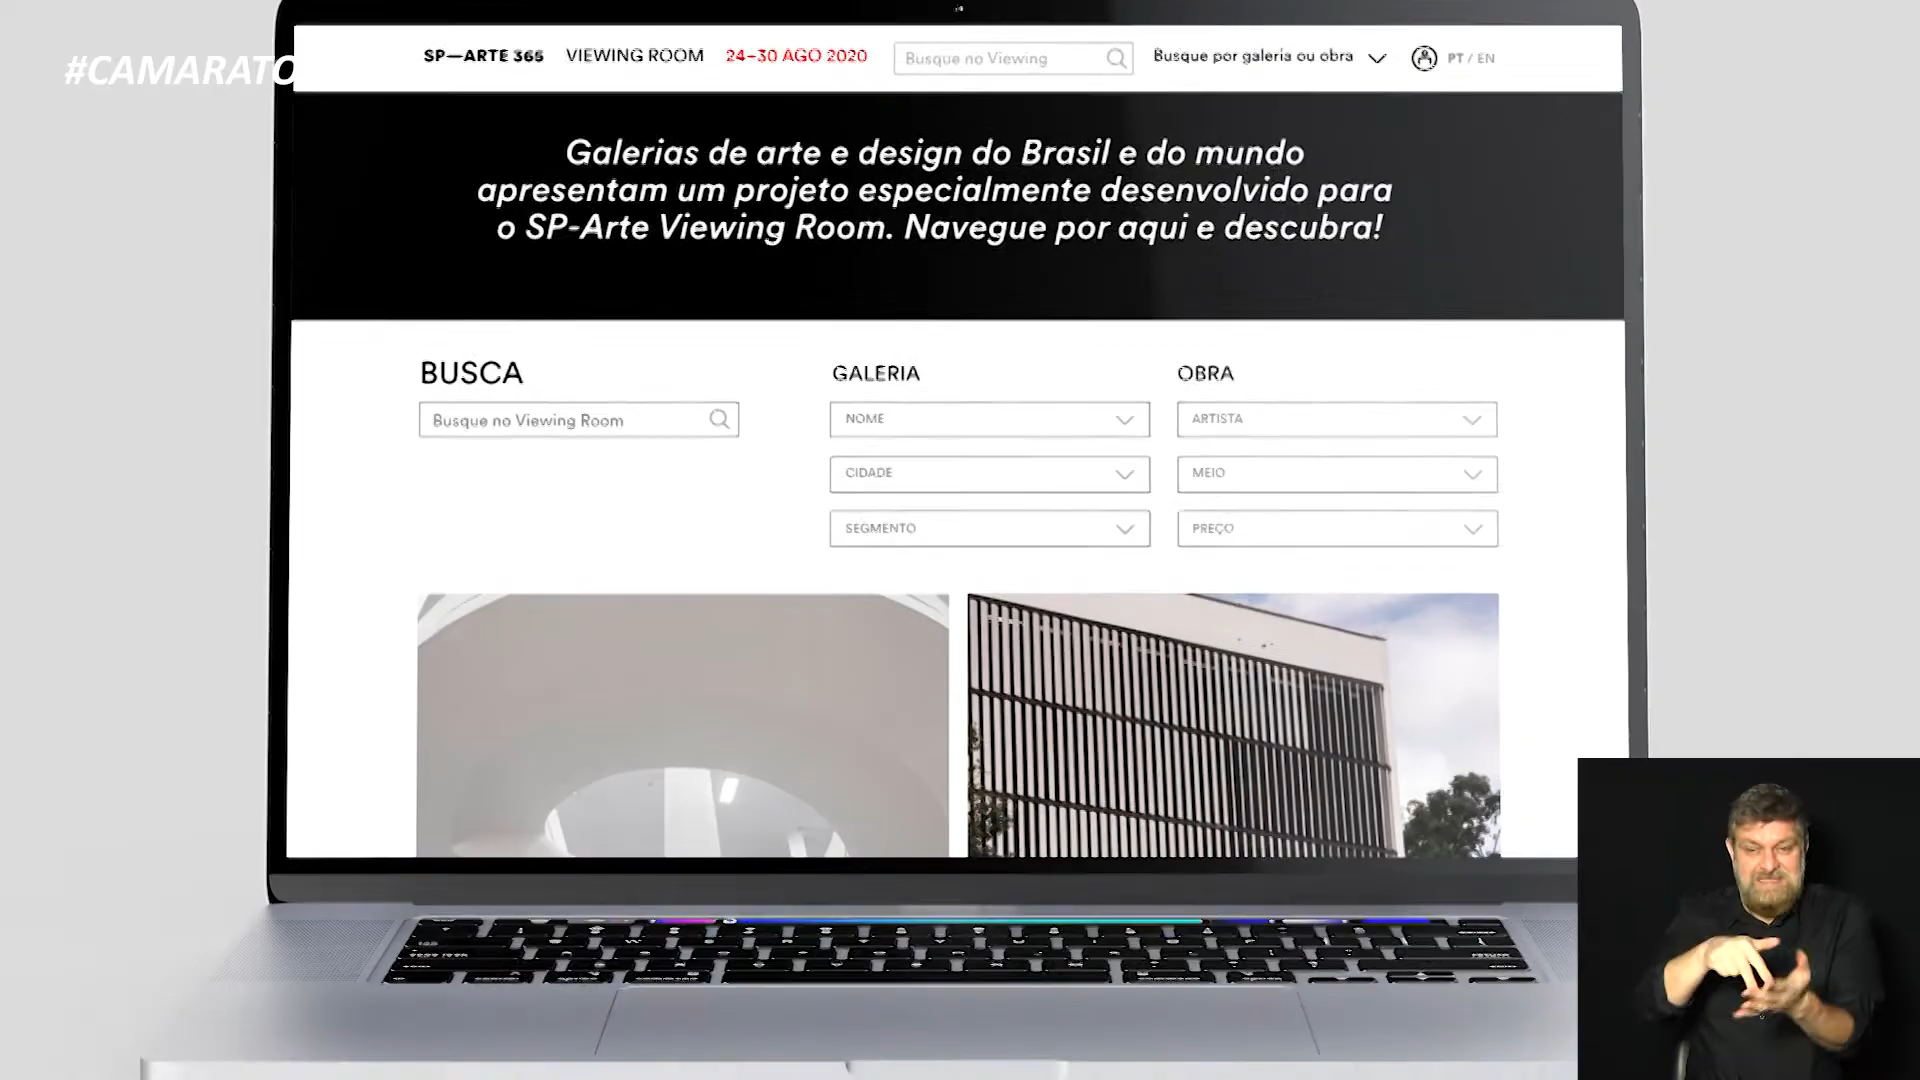 #CAMARATO
SP—ARTE 365 VIEWING ROOM 24–30 AGO 2020 Busque no Viewing Busque por galeria ou obra PT / EN
Galerias de arte e design do Brasil e do mundo
apresentam um projeto especialmente desenvolvido para
o SP-Arte Viewing Room. Navegue por aqui e descubra!
BUSCA GALERIA OBRA
Busque no Viewing Room NOME ARTISTA
CIDADE MEIO
SEGMENTO PREÇO